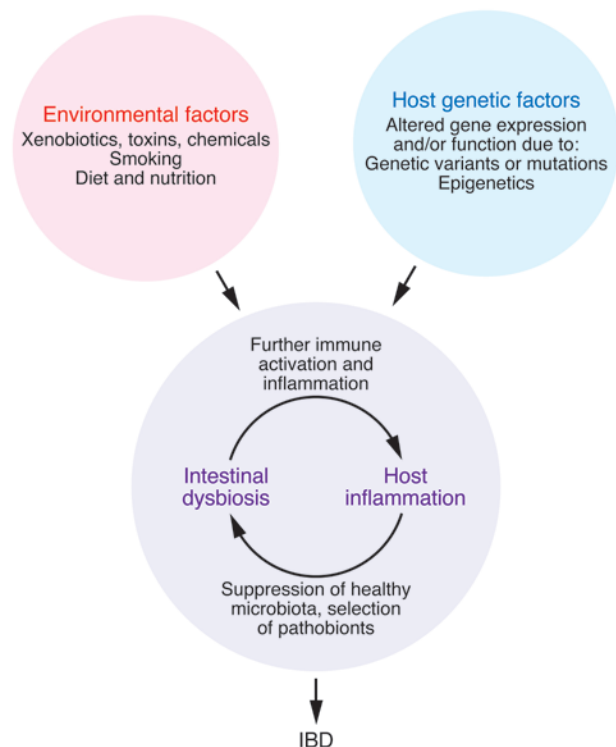 Environmental factors
Xenobiotics, toxins, chemicals
Smoking
Diet and nutrition
Host genetic factors
Altered gene expression
and/or function due to:
Genetic variants or mutations
Epigenetics
Further immune
activation and
inflammation
Intestinal
dysbiosis
Host
inflammation
Suppression of healthy
microbiota, selection
of pathobionts
IBD